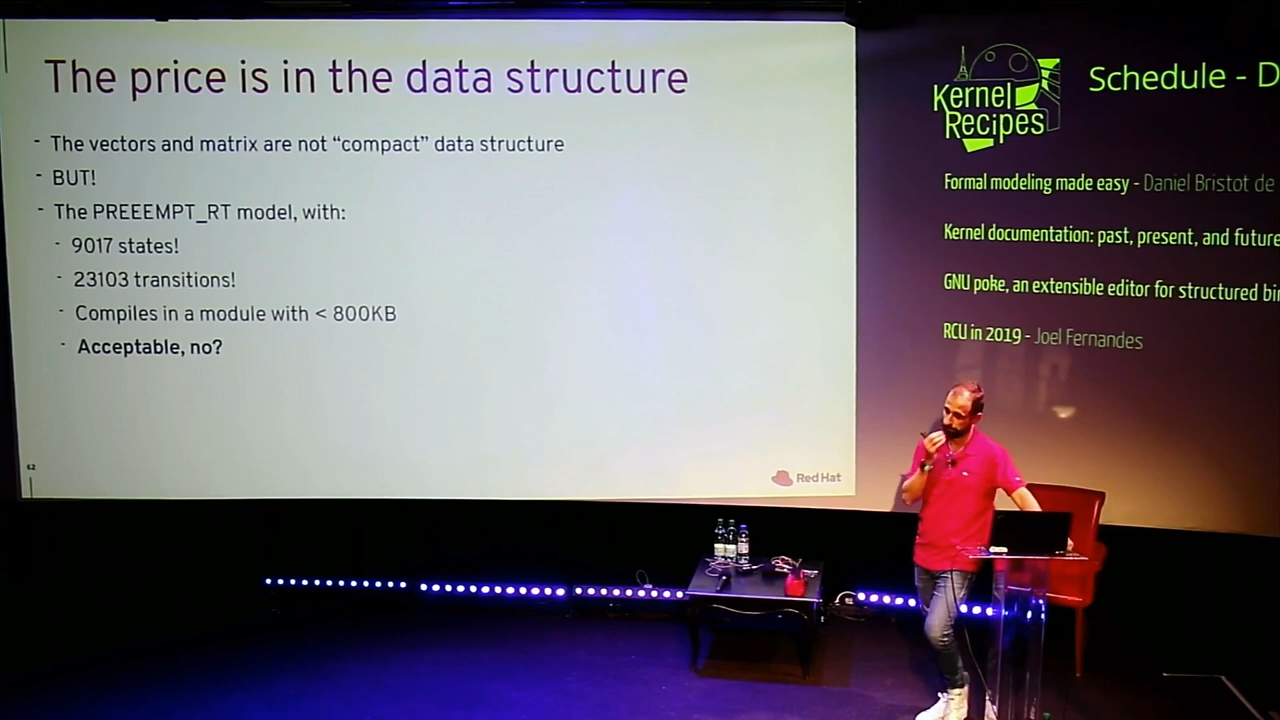 The price is in the data structure
- The vectors and matrix are not “compact” data structure
- BUT!
- The PREEEMPT_RT model, with:
- 9017 states!
- 23103 transitions!
- Compiles in a module with < 800KB
- Acceptable, no?
62
Red Hat
Kernel
Recipes
Schedule - D
Formal modeling made easy - Daniel Bristot de
Kernel documentation: past, present, and future
GNU poke, an extensible editor for structured bin
RCU in 2019 - Joel Fernandes